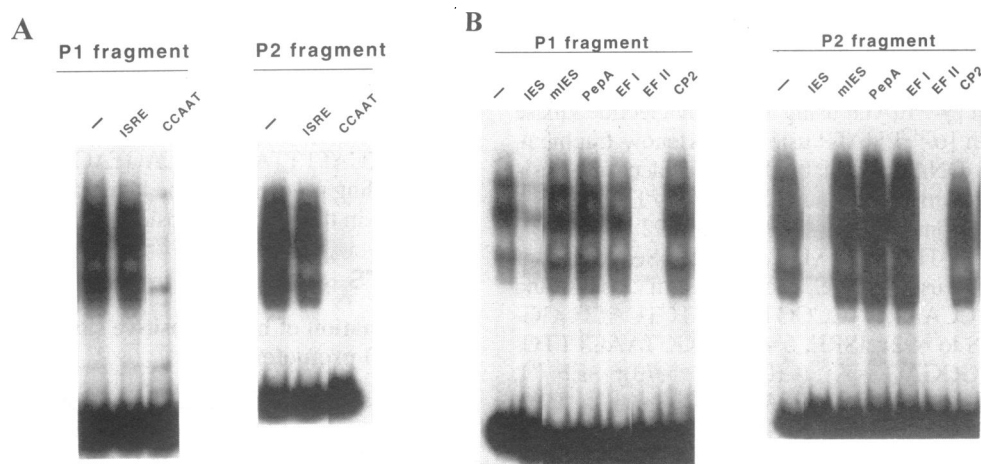 A
P1 fragment
P2 fragment
— ISRE CCAAT
— ISRE CCAAT
B
P1 fragment
P2 fragment
— IES mIES PepA EF I EF II CP2
— IES mIES PepA EF I EF II CP2